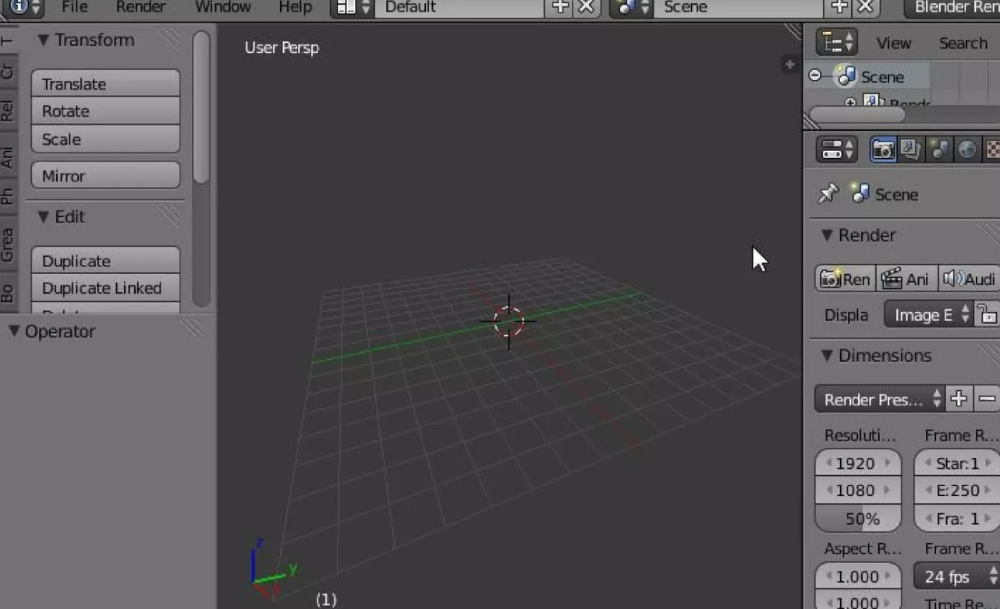 File Render Window Help Default Scene Blender Ren
Transform
Translate
Rotate
Scale
Mirror
Edit
Duplicate
Duplicate Linked
Operator
T
Cr
Rel
Ani
Ph
Grea
Bo
User Persp
z
y
x
(1)
View Search
Scene
Scene
Render
Ren Ani Audi
Displa Image E
Dimensions
Render Pres...
Resoluti... Frame R...
1920 Star:1
1080 E:250
50% Fra: 1
Aspect R... Frame R...
1.000 24 fps
1.000 Time Re...